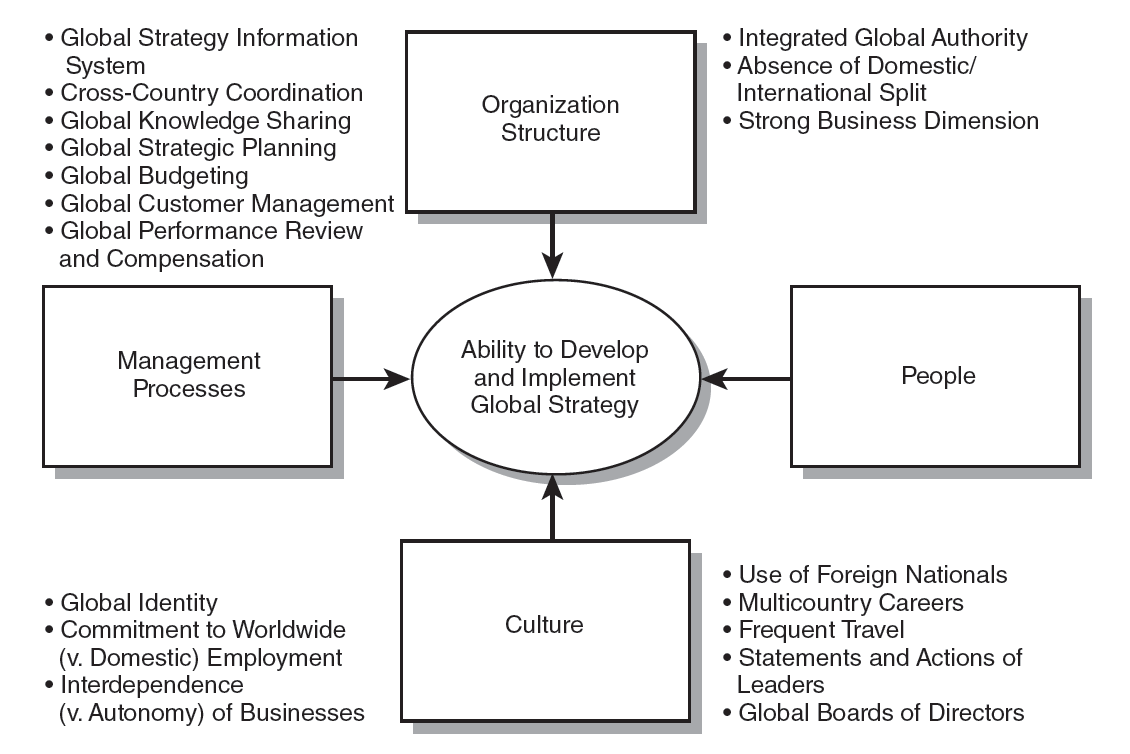 • Global Strategy Information
System
• Cross-Country Coordination
• Global Knowledge Sharing
• Global Strategic Planning
• Global Budgeting
• Global Customer Management
• Global Performance Review
and Compensation
Organization
Structure
• Integrated Global Authority
• Absence of Domestic/
International Split
• Strong Business Dimension
Management
Processes
Ability to Develop
and Implement
Global Strategy
People
• Global Identity
• Commitment to Worldwide
(v. Domestic) Employment
• Interdependence
(v. Autonomy) of Businesses
Culture
• Use of Foreign Nationals
• Multicountry Careers
• Frequent Travel
• Statements and Actions of
Leaders
• Global Boards of Directors